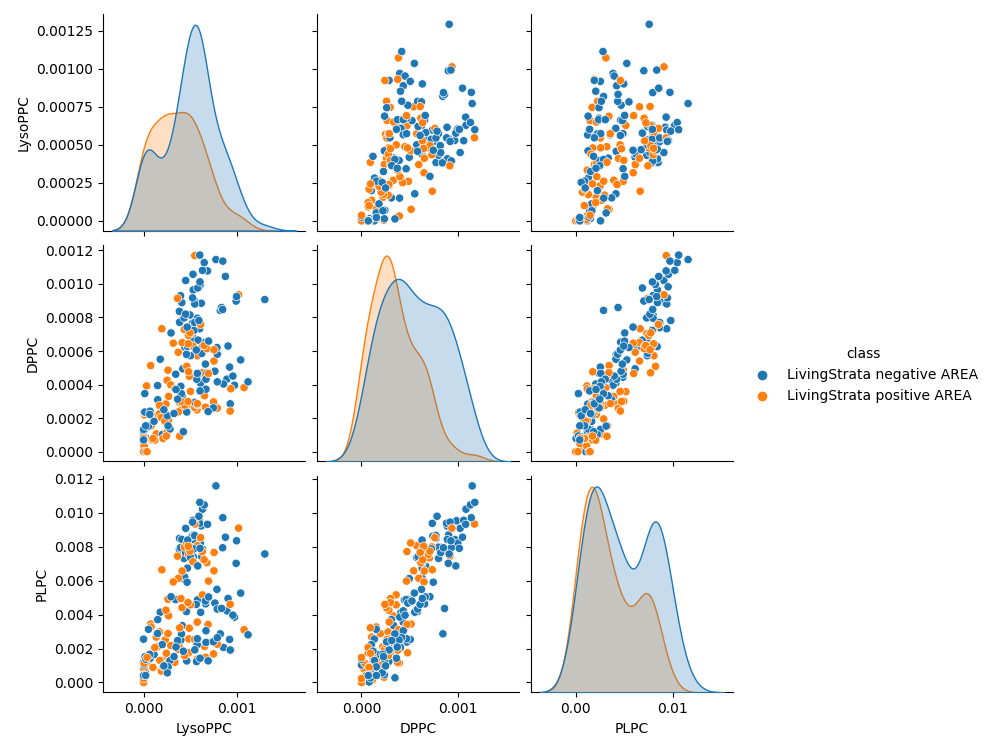 0.00125
0.00100
0.00075
0.00050
0.00025
0.00000
LysoPPC
0.0012
0.0010
0.0008
0.0006
0.0004
0.0002
0.0000
DPPC
class
LivingStrata negative AREA
LivingStrata positive AREA
0.012
0.010
0.008
0.006
0.004
0.002
0.000
PLPC
0.000 0.001
LysoPPC
0.000 0.001
DPPC
0.00 0.01
PLPC